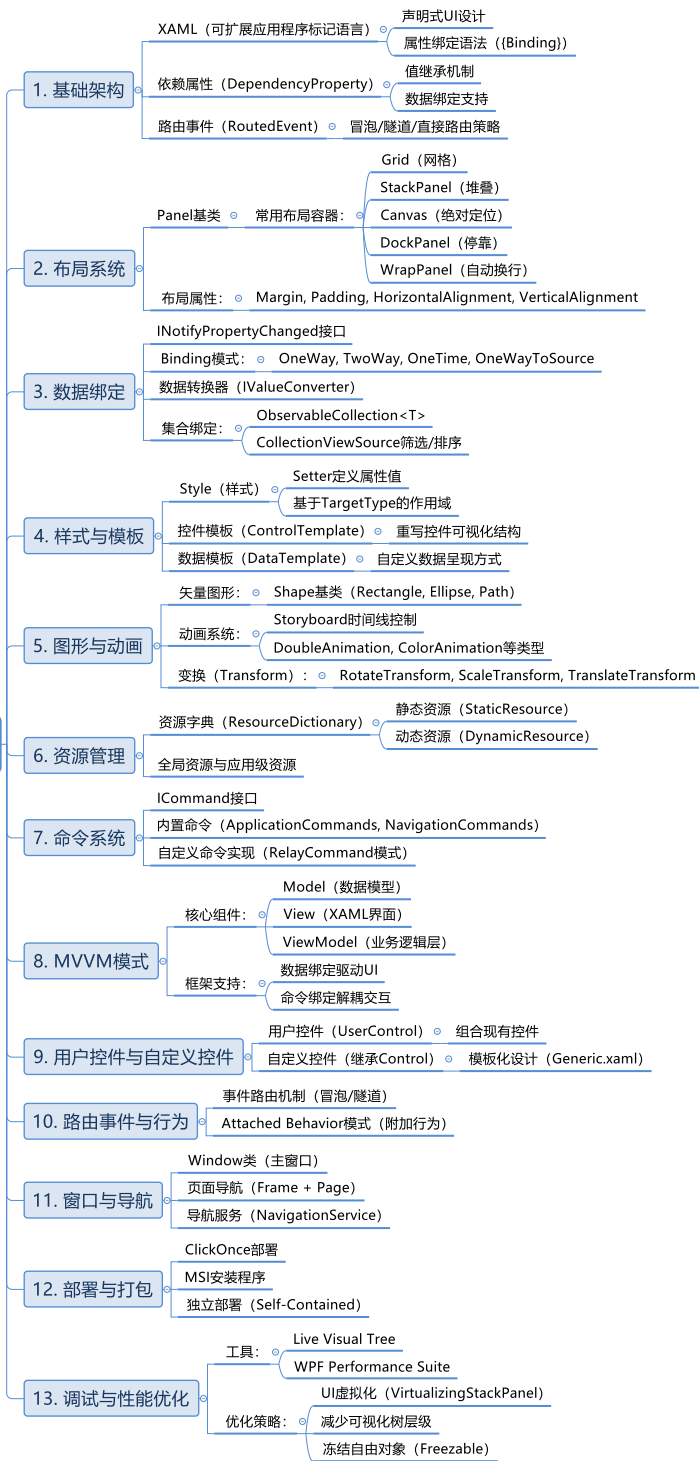 1. 基础架构
XAML（可扩展应用程序标记语言）
声明式UI设计
属性绑定语法（{Binding}）
依赖属性（DependencyProperty）
值继承机制
数据绑定支持
路由事件（RoutedEvent）
冒泡/隧道/直接路由策略
2. 布局系统
Panel基类
常用布局容器：
Grid（网格）
StackPanel（堆叠）
Canvas（绝对定位）
DockPanel（停靠）
WrapPanel（自动换行）
布局属性：
Margin, Padding, HorizontalAlignment, VerticalAlignment
3. 数据绑定
INotifyPropertyChanged接口
Binding模式：
OneWay, TwoWay, OneTime, OneWayToSource
数据转换器（IValueConverter）
集合绑定：
ObservableCollection<T>
CollectionViewSource筛选/排序
4. 样式与模板
Style（样式）
Setter定义属性值
基于TargetType的作用域
控件模板（ControlTemplate）
重写控件可视化结构
数据模板（DataTemplate）
自定义数据呈现方式
5. 图形与动画
矢量图形：
Shape基类（Rectangle, Ellipse, Path）
动画系统：
Storyboard时间线控制
DoubleAnimation, ColorAnimation等类型
变换（Transform）：
RotateTransform, ScaleTransform, TranslateTransform
6. 资源管理
资源字典（ResourceDictionary）
静态资源（StaticResource）
动态资源（DynamicResource）
全局资源与应用级资源
7. 命令系统
ICommand接口
内置命令（ApplicationCommands, NavigationCommands）
自定义命令实现（RelayCommand模式）
8. MVVM模式
核心组件：
Model（数据模型）
View（XAML界面）
ViewModel（业务逻辑层）
框架支持：
数据绑定驱动UI
命令绑定解耦交互
9. 用户控件与自定义控件
用户控件（UserControl）
组合现有控件
自定义控件（继承Control）
模板化设计（Generic.xaml）
10. 路由事件与行为
事件路由机制（冒泡/隧道）
Attached Behavior模式（附加行为）
11. 窗口与导航
Window类（主窗口）
页面导航（Frame + Page）
导航服务（NavigationService）
12. 部署与打包
ClickOnce部署
MSI安装程序
独立部署（Self-Contained）
13. 调试与性能优化
工具：
Live Visual Tree
WPF Performance Suite
优化策略：
UI虚拟化（VirtualizingStackPanel）
减少可视化树层级
冻结自由对象（Freezable）